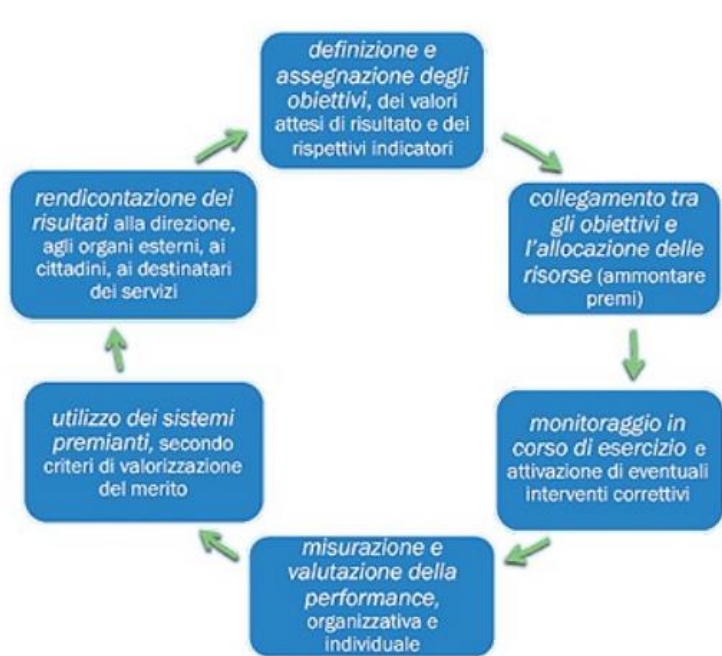 definizione e
assegnazione degli
obiettivi, dei valori
attesi di risultato e dei
rispettivi indicatori
collegamento tra
gli obiettivi e
l'allocazione delle
risorse (ammontare
premi)
monitoraggio in
corso di esercizio e
attivazione di eventuali
interventi correttivi
misurazione e
valutazione della
performance,
organizzativa e
individuale
utilizzo dei sistemi
premianti, secondo
criteri di valorizzazione
del merito
rendicontazione dei
risultati alla direzione,
agli organi esterni, ai
cittadini, ai destinatari
dei servizi